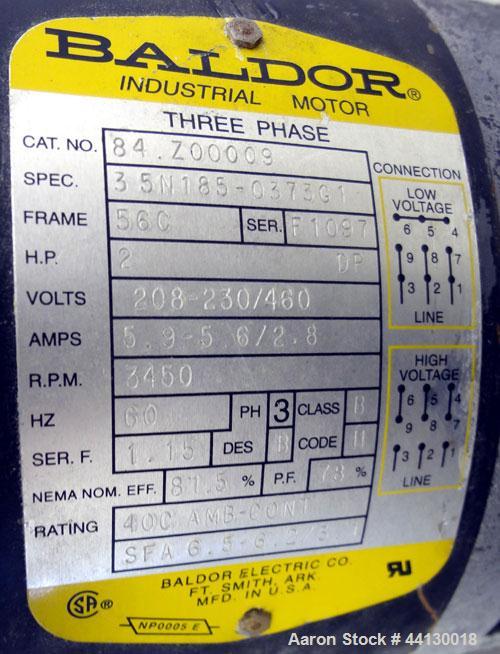 BALDOR®
INDUSTRIAL MOTOR
THREE PHASE
CAT. NO. 84.Z00009
SPEC. 35N185-0373G1
FRAME 56C SER. F1097
H.P. 2 DP
VOLTS 208-230/460
AMPS 5.9-5.6/2.8
R.P.M. 3450
HZ 60 PH 3 CLASS B
SER. F. 1.15 DES B CODE
NEMA NOM. EFF. 81.5 % P.F. 78 %
RATING 40C AMB-CONT
SFA
CONNECTION
LOW
VOLTAGE
6 5 4
9 8 7
3 2 1
LINE
HIGH
VOLTAGE
6 5 4
9 8 7
3 2 1
LINE
BALDOR ELECTRIC CO.
FT. SMITH, ARK.
MFD. IN U.S.A.
SA®
NP0005 E
Aaron Stock # 44130018